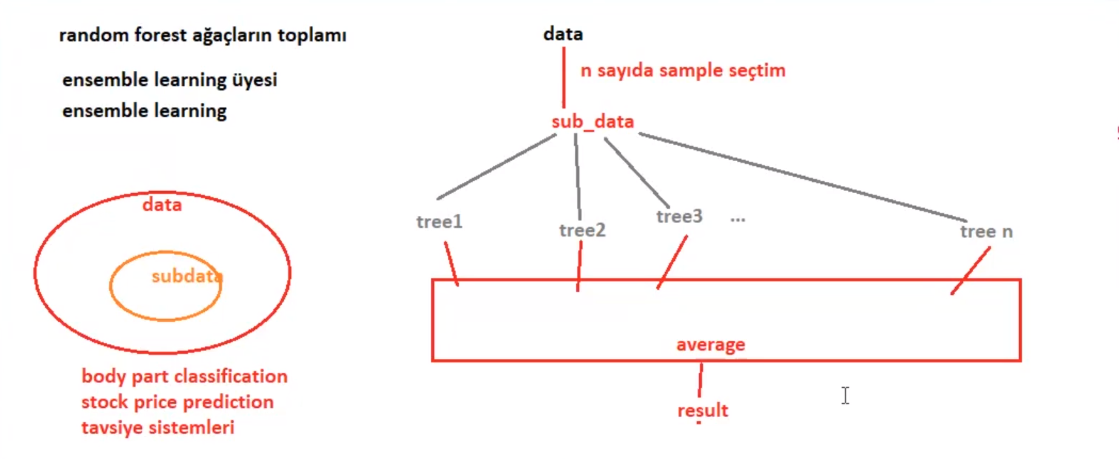 random forest ağaçların toplamı
ensemble learning üyesi
ensemble learning
data
subdata
body part classification
stock price prediction
tavsiye sistemleri
data
n sayıda sample seçtim
sub_data
tree1
tree2
tree3
...
tree n
average
result